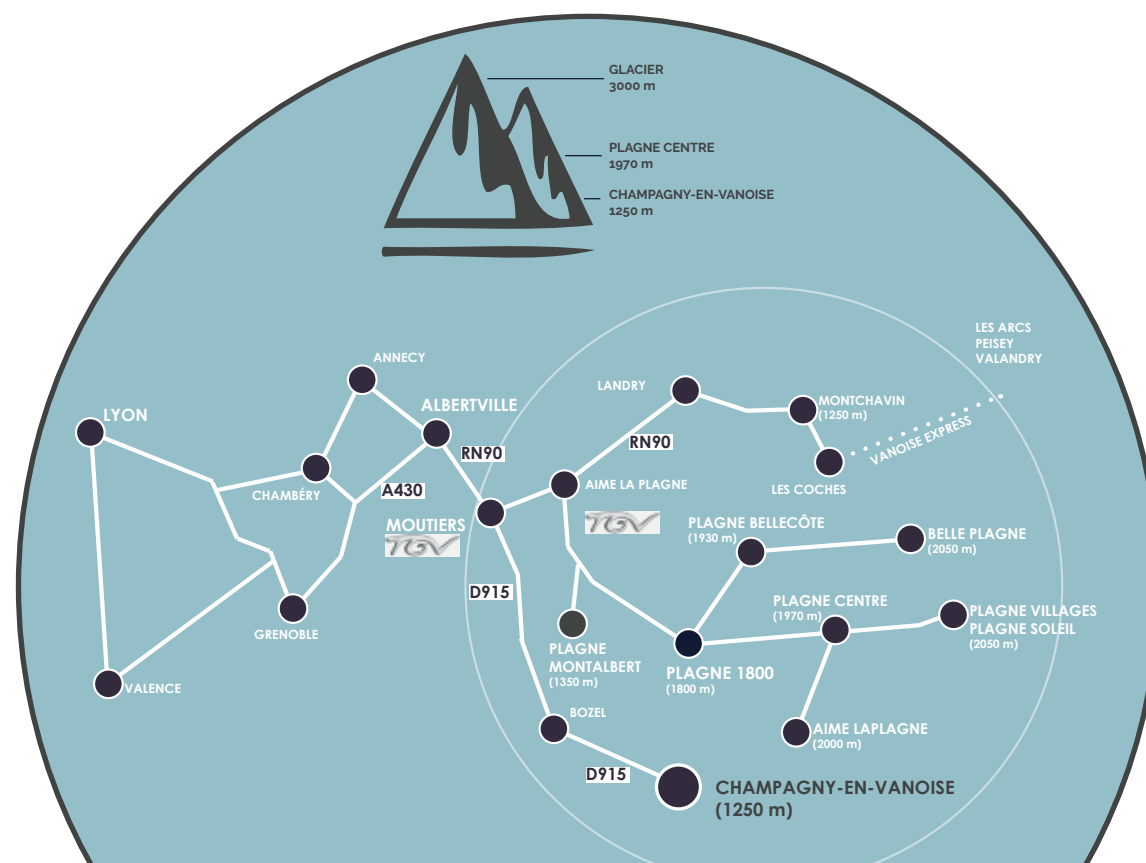 GLACIER
3000 m
PLAGNE CENTRE
1970 m
CHAMPAGNY-EN-VANOISE
1250 m
LES ARCS
PEISEY
VALANDRY
ANNECY
LANDRY
MONTCHAVIN
(1250 m)
ALBERTVILLE
LYON
RN90
RN90
VANOISE EXPRESS
CHAMBÉRY
A430
AIME LA PLAGNE
LES COCHES
MOUTIERS
TGV
TGV
PLAGNE BELLECÔTE
(1930 m)
BELLE PLAGNE
(2050 m)
D915
PLAGNE CENTRE
(1970 m)
PLAGNE VILLAGES
PLAGNE SOLEIL
(2050 m)
GRENOBLE
PLAGNE
MONTALBERT
(1350 m)
PLAGNE 1800
(1800 m)
VALENCE
BOZEL
AIME LAPLAGNE
(2000 m)
D915
CHAMPAGNY-EN-VANOISE
(1250 m)